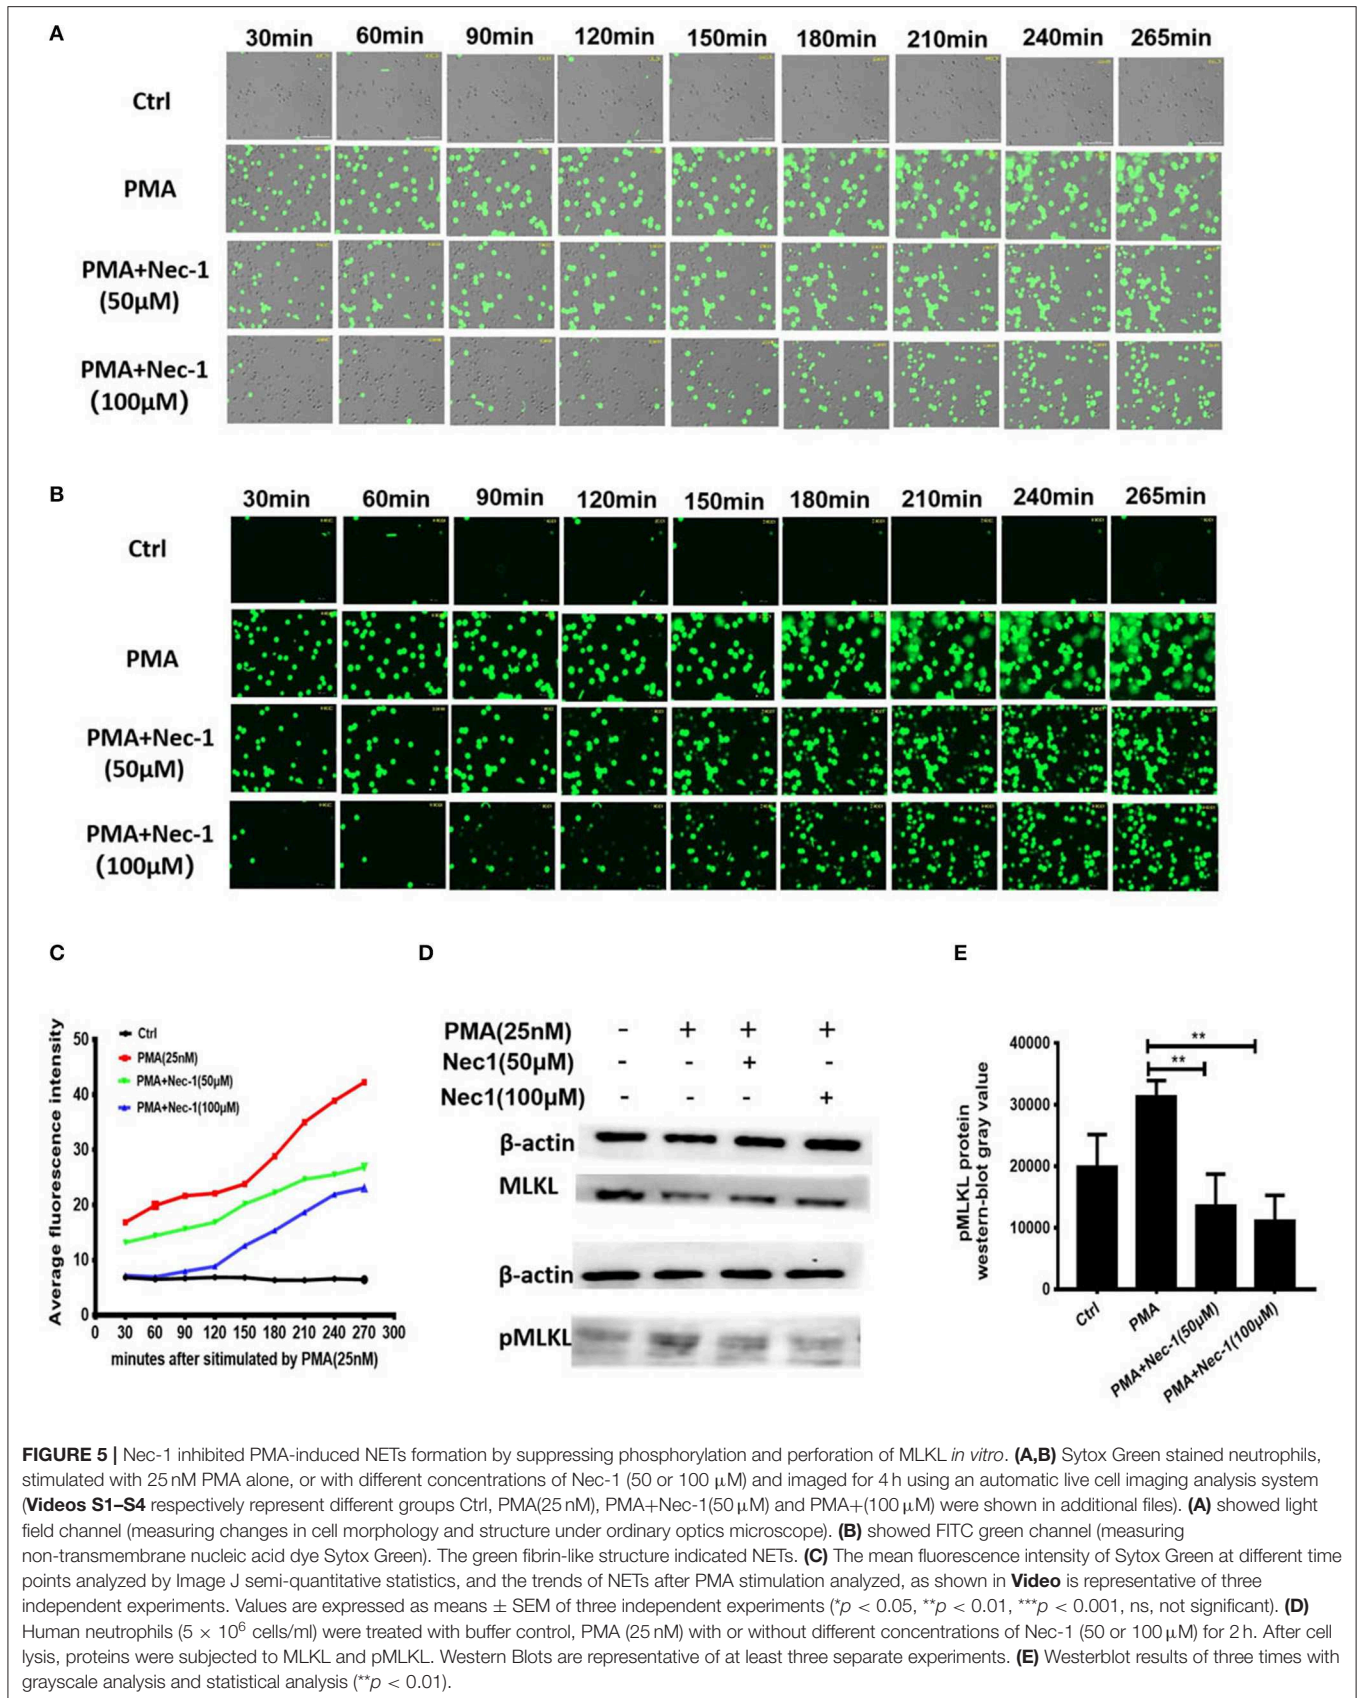 A
30min 60min 90min 120min 150min 180min 210min 240min 265min
Ctrl
PMA
PMA+Nec-1
(50μM)
PMA+Nec-1
(100μM)
B
30min 60min 90min 120min 150min 180min 210min 240min 265min
Ctrl
PMA
PMA+Nec-1
(50μM)
PMA+Nec-1
(100μM)
C
Average fluorescence intensity
50
40
30
20
10
0
Ctrl
PMA(25nM)
PMA+Nec-1(50μM)
PMA+Nec-1(100μM)
0 30 60 90 120 150 180 210 240 270 300
minutes after sitimulated by PMA(25nM)
D
PMA(25nM) - + + +
Nec1(50μM) - - +
Nec1(100μM) - - - +
β-actin
MLKL
β-actin
pMLKL
E
pMLKL protein
western-blot gray value
40000
30000
20000
10000
0
**
**
Ctrl
PMA
PMA+Nec-1(50μM)
PMA+Nec-1(100μM)
FIGURE 5 | Nec-1 inhibited PMA-induced NETs formation by suppressing phosphorylation and perforation of MLKL in vitro. (A,B) Sytox Green stained neutrophils,
stimulated with 25 nM PMA alone, or with different concentrations of Nec-1 (50 or 100 μM) and imaged for 4 h using an automatic live cell imaging analysis system
(Videos S1–S4 respectively represent different groups Ctrl, PMA(25 nM), PMA+Nec-1(50 μM) and PMA+(100 μM) were shown in additional files). (A) showed light
field channel (measuring changes in cell morphology and structure under ordinary optics microscope). (B) showed FITC green channel (measuring
non-transmembrane nucleic acid dye Sytox Green). The green fibrin-like structure indicated NETs. (C) The mean fluorescence intensity of Sytox Green at different time
points analyzed by Image J semi-quantitative statistics, and the trends of NETs after PMA stimulation analyzed, as shown in Video is representative of three
independent experiments. Values are expressed as means ± SEM of three independent experiments (*p < 0.05, **p < 0.01, ***p < 0.001, ns, not significant). (D)
Human neutrophils (5 × 10⁶ cells/ml) were treated with buffer control, PMA (25 nM) with or without different concentrations of Nec-1 (50 or 100 μM) for 2 h. After cell
lysis, proteins were subjected to MLKL and pMLKL. Western Blots are representative of at least three separate experiments. (E) Westerblot results of three times with
grayscale analysis and statistical analysis (**p < 0.01).